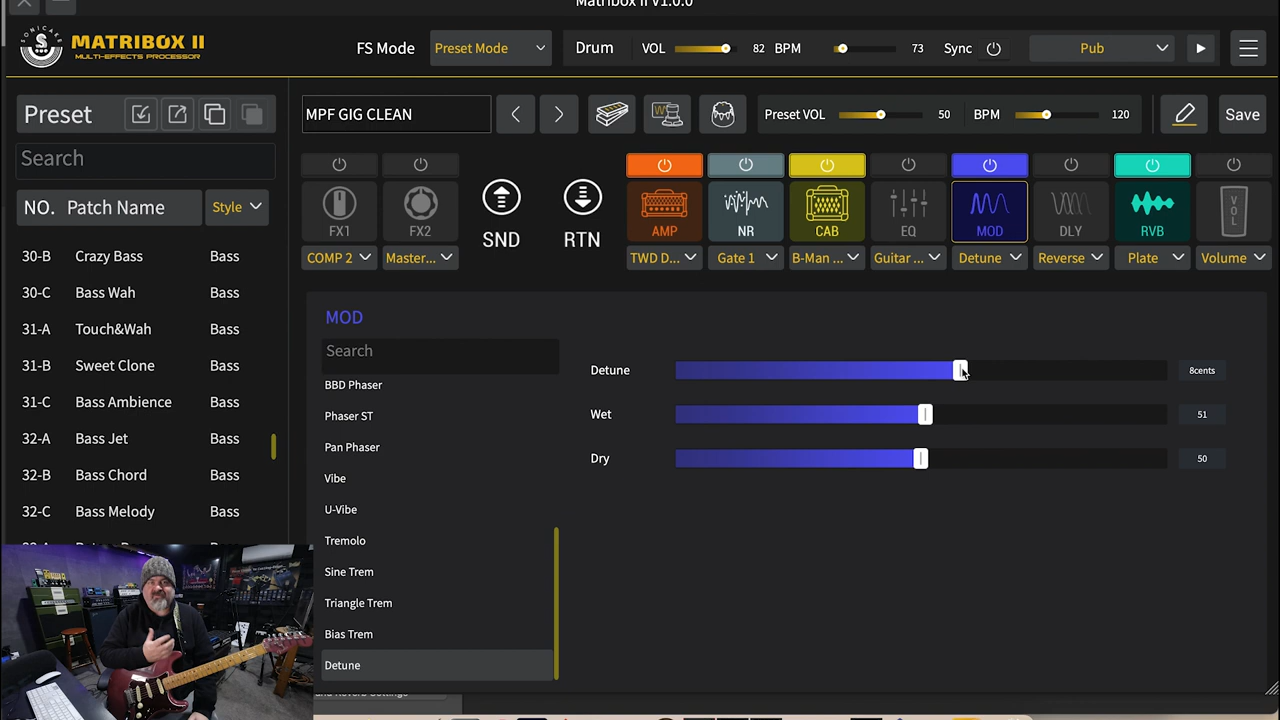 Matribox II v1.0.0
SONICAKE
MATRIBOX II
MULTI-EFFECTS PROCESSOR
FS Mode
Preset Mode
Drum
VOL
82
BPM
73
Sync
Pub
Preset
MPF GIG CLEAN
Preset VOL
50
BPM
120
Save
Search
NO. Patch Name
Style
30-B Crazy Bass Bass
30-C Bass Wah Bass
31-A Touch&Wah Bass
31-B Sweet Clone Bass
31-C Bass Ambience Bass
32-A Bass Jet Bass
32-B Bass Chord Bass
32-C Bass Melody Bass
FX1
FX2
SND
RTN
AMP
NR
CAB
EQ
MOD
DLY
RVB
VOL
VOL
COMP 2
Master...
TWD D...
Gate 1
B-Man ...
Guitar ...
Detune
Reverse
Plate
Volume
MOD
Search
BBD Phaser
Phaser ST
Pan Phaser
Vibe
U-Vibe
Tremolo
Sine Trem
Triangle Trem
Bias Trem
Detune
Detune
8cents
Wet
51
Dry
50